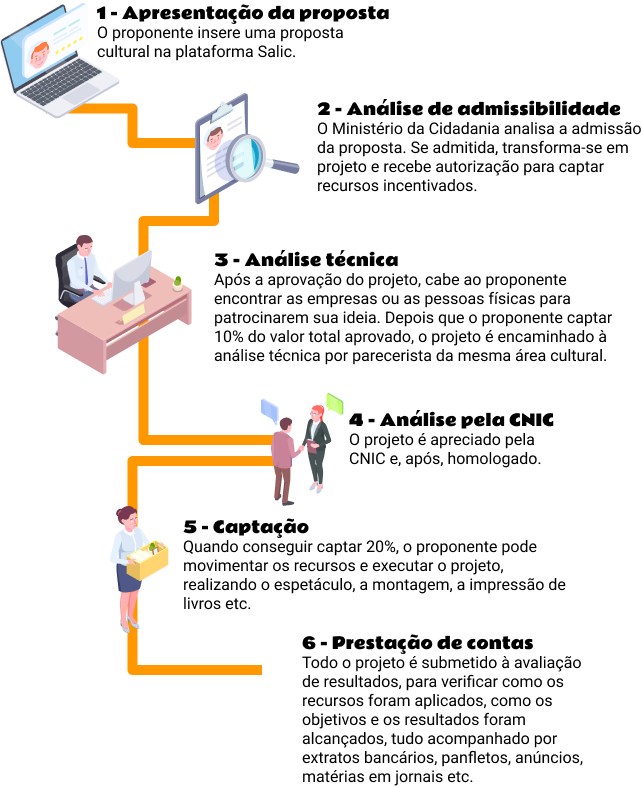 1 - Apresentação da proposta
O proponente insere uma proposta
cultural na plataforma Salic.
2 - Análise de admissibilidade
O Ministério da Cidadania analisa a admissão
da proposta. Se admitida, transforma-se em
projeto e recebe autorização para captar
recursos incentivados.
3 - Análise técnica
Após a aprovação do projeto, cabe ao proponente
encontrar as empresas ou as pessoas físicas para
patrocinarem sua ideia. Depois que o proponente captar
10% do valor total aprovado, o projeto é encaminhado à
análise técnica por parecerista da mesma área cultural.
4 - Análise pela CNIC
O projeto é apreciado pela
CNIC e, após, homologado.
5 - Captação
Quando conseguir captar 20%, o proponente pode
movimentar os recursos e executar o projeto,
realizando o espetáculo, a montagem, a impressão de
livros etc.
6 - Prestação de contas
Todo o projeto é submetido à avaliação
de resultados, para verificar como os
recursos foram aplicados, como os
objetivos e os resultados foram
alcançados, tudo acompanhado por
extratos bancários, panfletos, anúncios,
matérias em jornais etc.